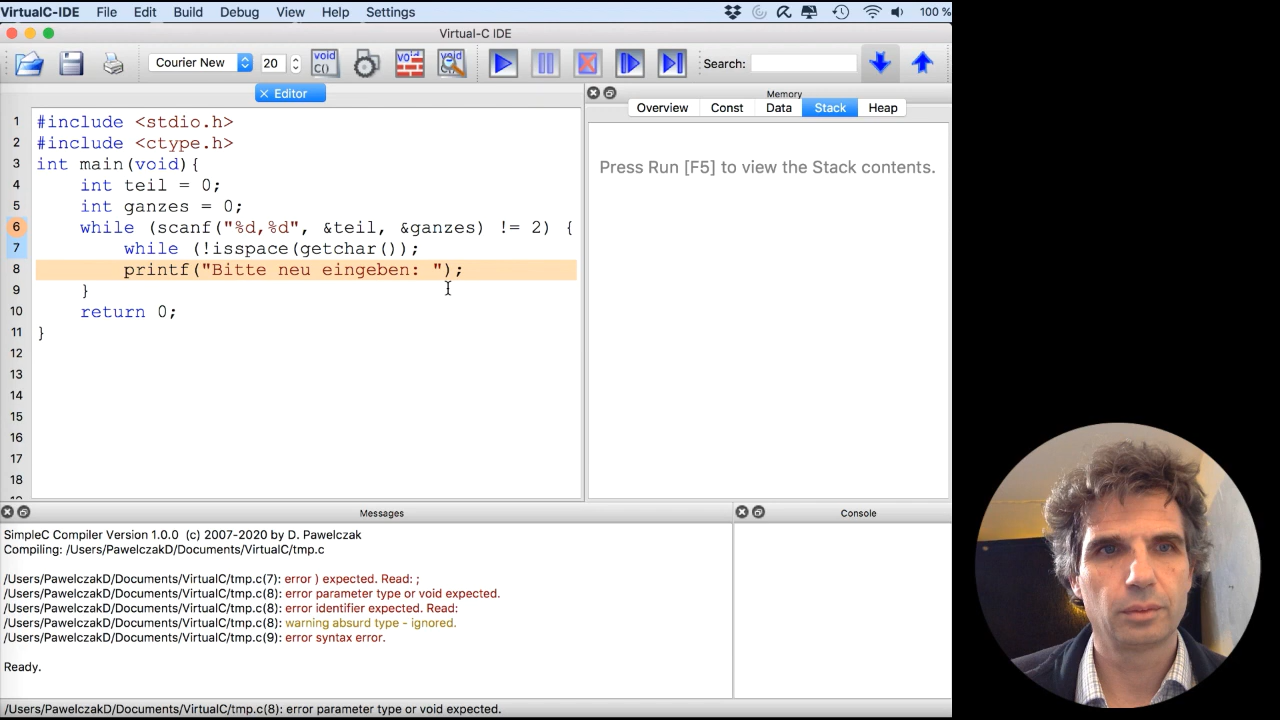 VirtualC-IDE File Edit Build Debug View Help Settings 100 %
Virtual-C IDE
Courier New 20 void C() void void C() Search:
Editor
Memory
Overview Const Data Stack Heap
Press Run [F5] to view the Stack contents.
1 #include <stdio.h>
2 #include <ctype.h>
3 int main(void){
4 int teil = 0;
5 int ganzes = 0;
6 while (scanf("%d,%d", &teil, &ganzes) != 2) {
7 while (!isspace(getchar());
8 printf("Bitte neu eingeben: ");
9 }
10 return 0;
11 }
12
13
14
15
16
17
18
Messages
Console
SimpleC Compiler Version 1.0.0 (c) 2007-2020 by D. Pawelczak
Compiling: /Users/PawelczakD/Documents/VirtualC/tmp.c
/Users/PawelczakD/Documents/VirtualC/tmp.c(7): error ) expected. Read: ;
/Users/PawelczakD/Documents/VirtualC/tmp.c(8): error parameter type or void expected.
/Users/PawelczakD/Documents/VirtualC/tmp.c(8): error identifier expected. Read:
/Users/PawelczakD/Documents/VirtualC/tmp.c(8): warning absurd type - ignored.
/Users/PawelczakD/Documents/VirtualC/tmp.c(9): error syntax error.
Ready.
/Users/PawelczakD/Documents/VirtualC/tmp.c(8): error parameter type or void expected.